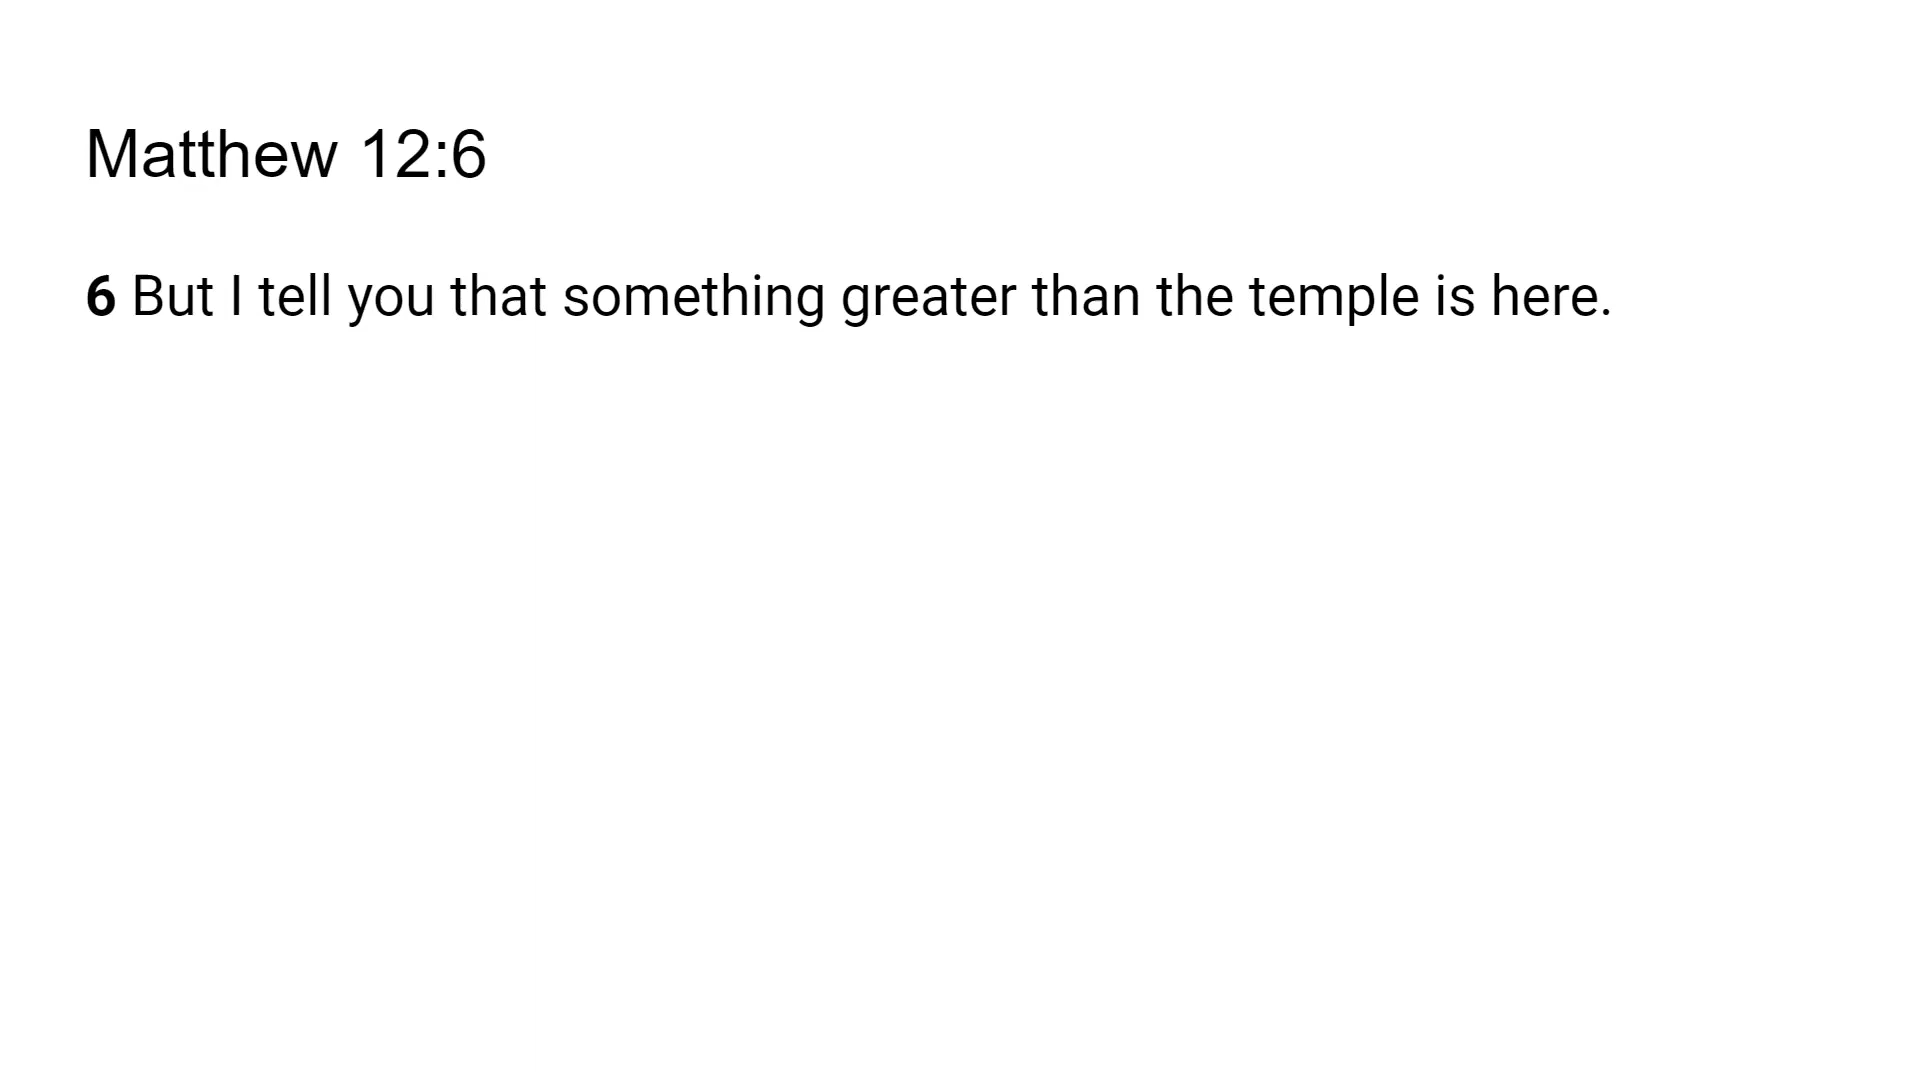 Matthew 12:6
6 But I tell you that something greater than the temple is here.